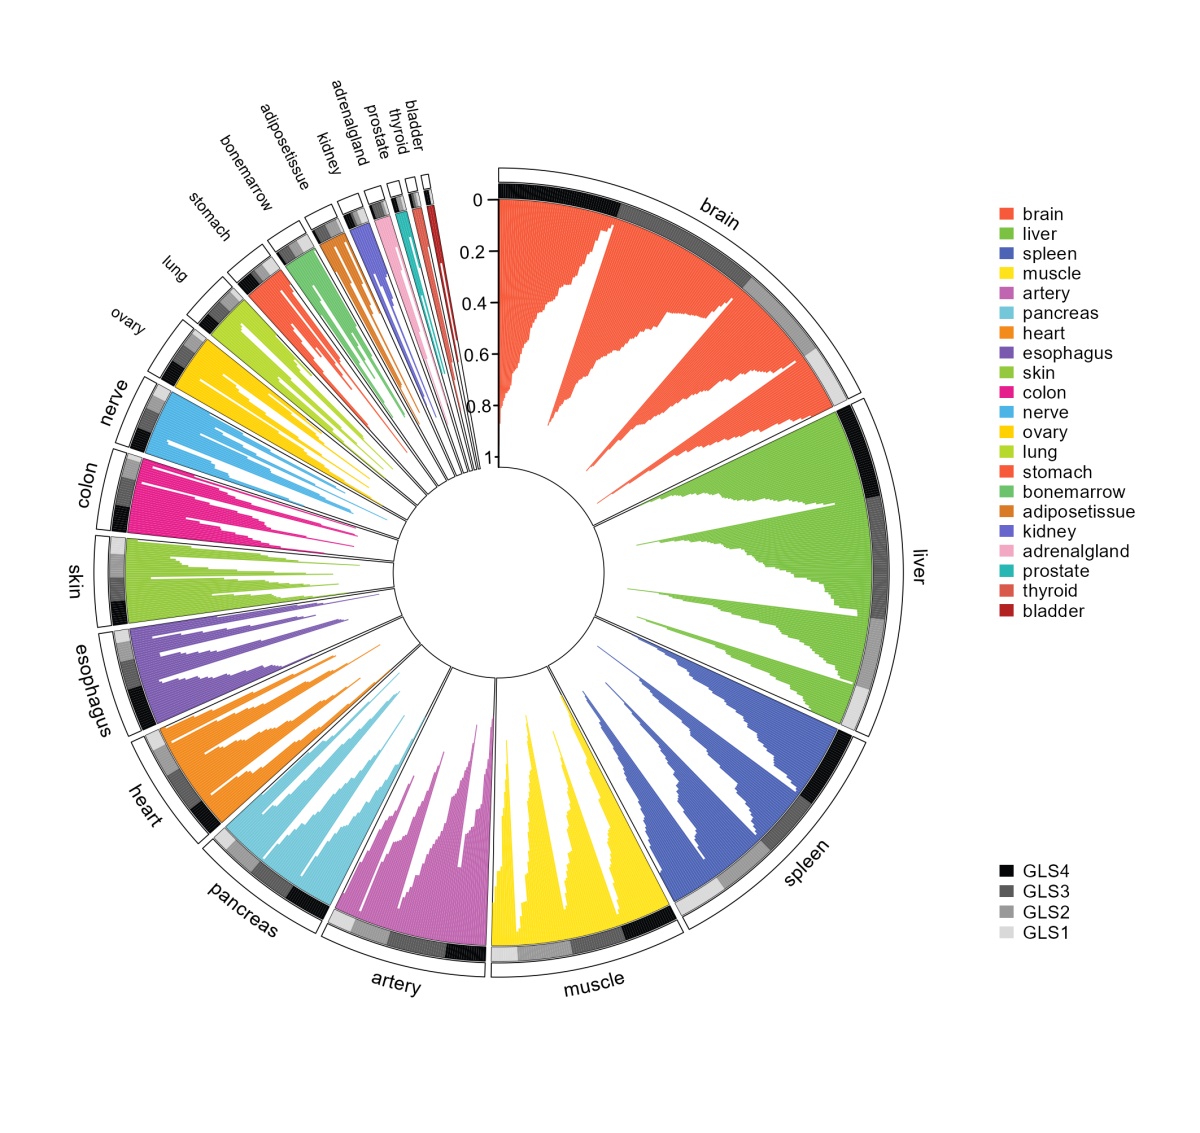 bladder
thyroid
prostate
adrenalgland
kidney
adiposetissue
bonemarrow
stomach
lung
ovary
nerve
colon
skin
esophagus
heart
pancreas
artery
muscle
spleen
liver
brain
0
0.2
0.4
0.6
0.8
1
brain
liver
spleen
muscle
artery
pancreas
heart
esophagus
skin
colon
nerve
ovary
lung
stomach
bonemarrow
adiposetissue
kidney
adrenalgland
prostate
thyroid
bladder
GLS4
GLS3
GLS2
GLS1